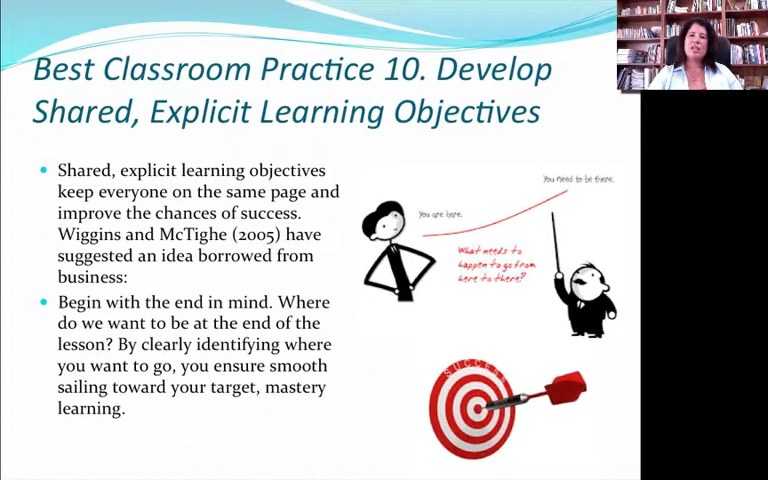 Best Classroom Practice 10. Develop
Shared, Explicit Learning Objectives
Shared, explicit learning objectives
keep everyone on the same page and
improve the chances of success.
Wiggins and McTighe (2005) have
suggested an idea borrowed from
business:
Begin with the end in mind. Where
do we want to be at the end of the
lesson? By clearly identifying where
you want to go, you ensure smooth
sailing toward your target, mastery
learning.
You need to be there.
You are here.
What needs to
happen to go from
here to there?
SUCCESS